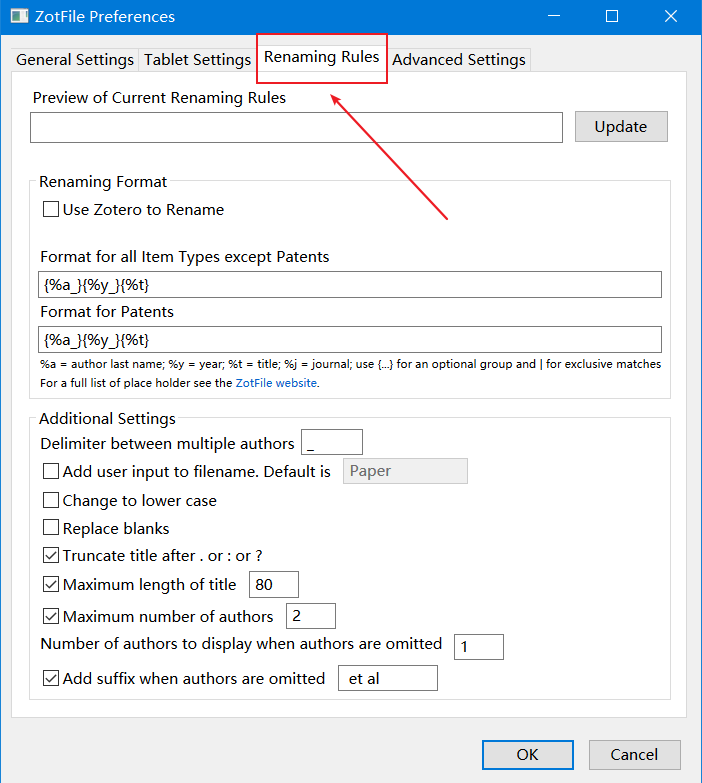 ZotFile Preferences
General Settings Tablet Settings Renaming Rules Advanced Settings
Preview of Current Renaming Rules
Update
Renaming Format
Use Zotero to Rename
Format for all Item Types except Patents
{%a_}{%y_}{%t}
Format for Patents
{%a_}{%y_}{%t}
%a = author last name; %y = year; %t = title; %j = journal; use {...} for an optional group and | for exclusive matches
For a full list of place holder see the ZotFile website.
Additional Settings
Delimiter between multiple authors _
Add user input to filename. Default is Paper
Change to lower case
Replace blanks
Truncate title after . or : or ?
Maximum length of title 80
Maximum number of authors 2
Number of authors to display when authors are omitted 1
Add suffix when authors are omitted et al
OK Cancel